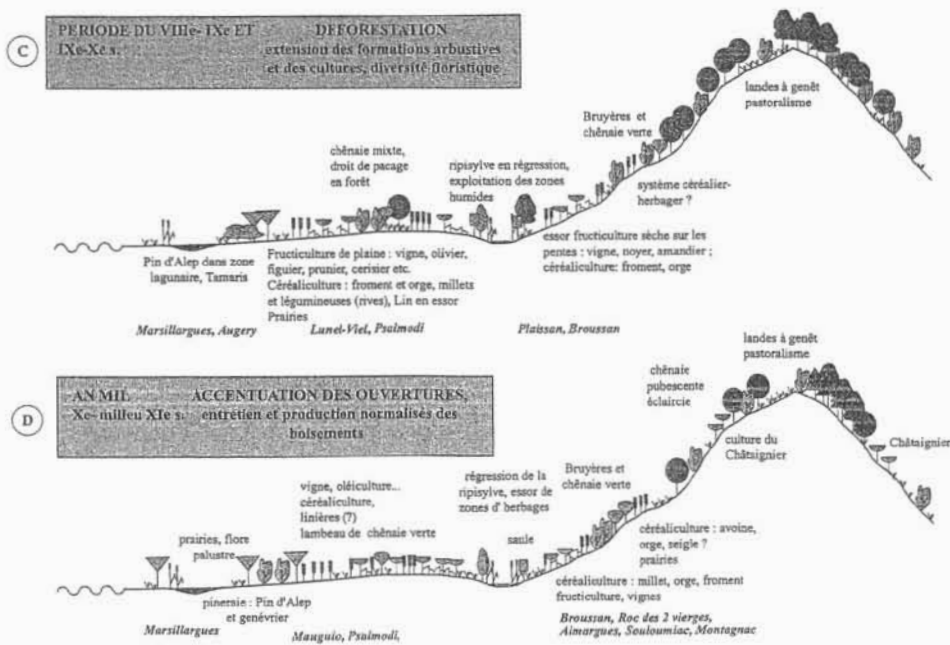 C
PERIODE DU VIIIe- IXe ET
IXe-Xe s.
DEFORESTATION
extension des formations arbustives
et des cultures, diversité floristique
landes à genêt
pastoralisme
Bruyères et
chênaie verte
chênaie mixte,
droit de pacage
en forêt
ripisylve en régression,
exploitation des zones
humides
système céréalier-
herbager ?
Pin d'Alep dans zone
lagunaire, Tamaris
Fructiculture de plaine : vigne, olivier,
figuier, prunier, cerisier etc.
Céréaliculture : froment et orge, millets
et légumineuses (rives), Lin en essor
Prairies
essor fructiculture sèche sur les
pentes : vigne, noyer, amandier ;
céréaliculture: froment, orge
Marsillargues, Augery
Lunel-Viel, Psalmodi
Plaissan, Broussan
D
AN MIL
Xe- milieu XIe s.
ACCENTUATION DES OUVERTURES,
entretien et production normalisés des
boisements
landes à genêt
pastoralisme
chênaie
pubescente
éclaircie
culture du
Châtaignier
Châtaignier
vigne, oléiculture...
céréaliculture,
linières (?)
lambeau de chênaie verte
régression de la
ripisylve, essor de
zones d' herbages
Bruyères et
chênaie verte
prairies, flore
palustre
saule
céréaliculture : avoine,
orge, seigle ?
prairies
pineraie : Pin d'Alep
et genévrier
céréaliculture : millet, orge, froment
fructiculture, vignes
Marsillargues
Mauguio, Psalmodi,
Broussan, Roc des 2 vierges,
Aimargues, Souloumiac, Montagnac